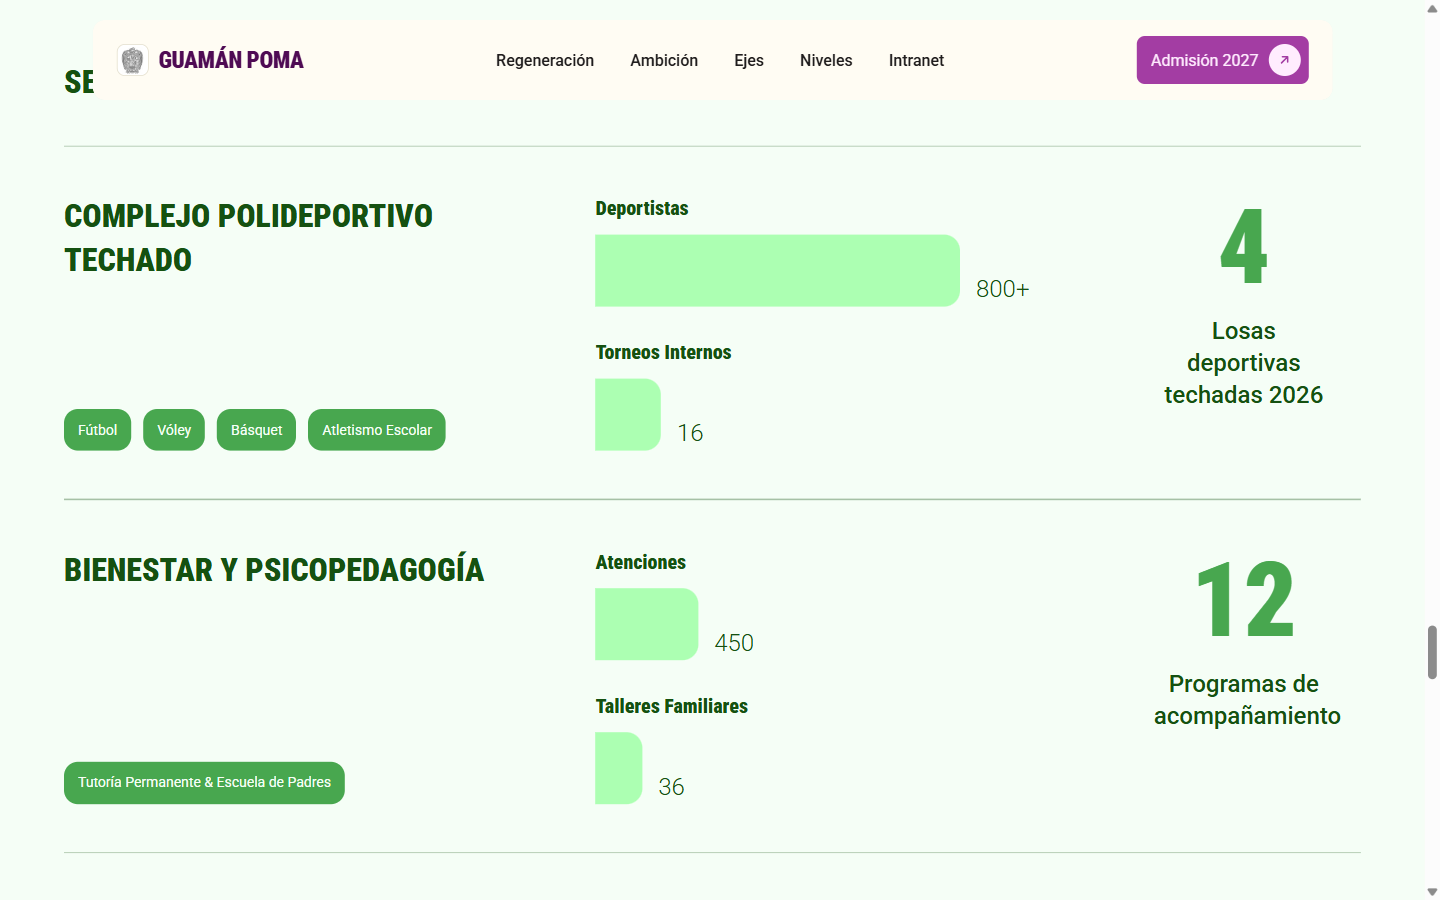 GUAMÁN POMA
Regeneración
Ambición
Ejes
Niveles
Intranet
Admisión 2027
SE
COMPLEJO POLIDEPORTIVO
TECHADO
Fútbol
Vóley
Básquet
Atletismo Escolar
Deportistas
800+
Torneos Internos
16
4
Losas
deportivas
techadas 2026
BIENESTAR Y PSICOPEDAGOGÍA
Tutoría Permanente & Escuela de Padres
Atenciones
450
Talleres Familiares
36
12
Programas de
acompañamiento